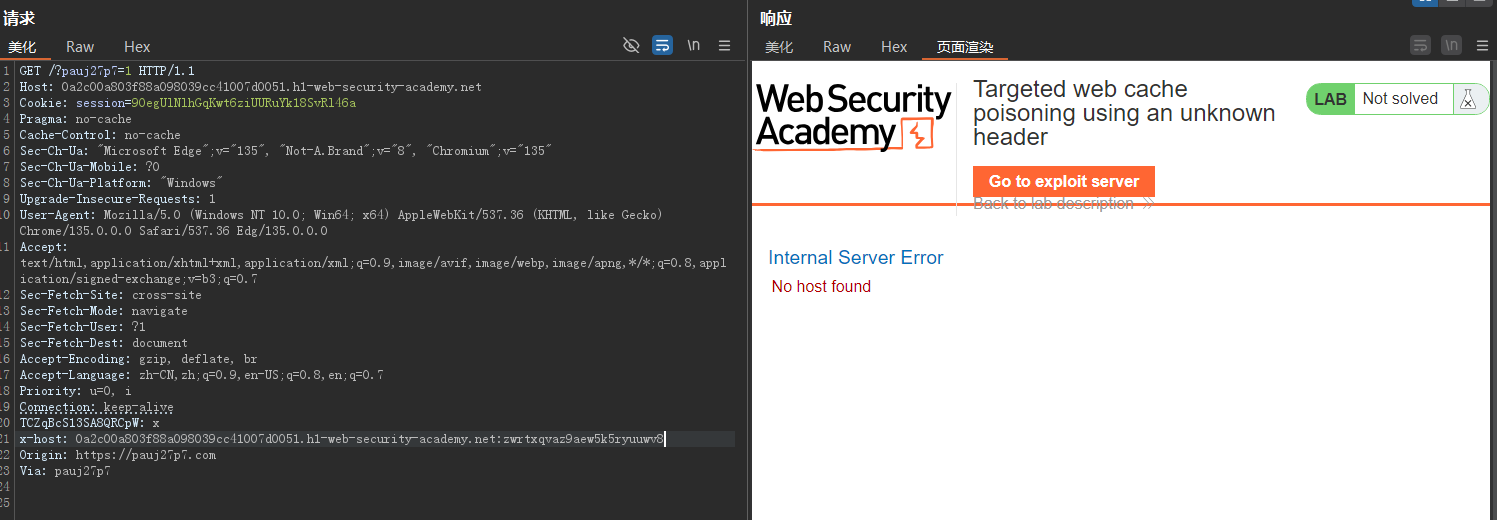 请求
美化 Raw Hex \n
1 GET /?pauj27p7=1 HTTP/1.1
2 Host: 0a2c00a803f88a098039cc41007d0051.h1-web-security-academy.net
3 Cookie: session=90egUlNlhGqKwt6ziUURuYk18SvRl46a
4 Pragma: no-cache
5 Cache-Control: no-cache
6 Sec-Ch-Ua: "Microsoft Edge";v="135", "Not-A.Brand";v="8", "Chromium";v="135"
7 Sec-Ch-Ua-Mobile: ?0
8 Sec-Ch-Ua-Platform: "Windows"
9 Upgrade-Insecure-Requests: 1
10 User-Agent: Mozilla/5.0 (Windows NT 10.0; Win64; x64) AppleWebKit/537.36 (KHTML, like Gecko)
Chrome/135.0.0.0 Safari/537.36 Edg/135.0.0.0
11 Accept:
text/html,application/xhtml+xml,application/xml;q=0.9,image/avif,image/webp,image/apng,*/*;q=0.8,appl
ication/signed-exchange;v=b3;q=0.7
12 Sec-Fetch-Site: cross-site
13 Sec-Fetch-Mode: navigate
14 Sec-Fetch-User: ?1
15 Sec-Fetch-Dest: document
16 Accept-Encoding: gzip, deflate, br
17 Accept-Language: zh-CN,zh;q=0.9,en-US;q=0.8,en;q=0.7
18 Priority: u=0, i
19 Connection: keep-alive
20 TCZqBcS13SA8QRCpW: x
21 x-host: 0a2c00a803f88a098039cc41007d0051.h1-web-security-academy.net:zwrtxqvaz9aew5k5ryuuwv8
22 Origin: https://pauj27p7.com
23 Via: pauj27p7
24
25
响应
美化 Raw Hex 页面渲染 \n
Web Security
Academy
Targeted web cache
poisoning using an unknown
header
LAB Not solved
Go to exploit server
Back to lab description
Internal Server Error
No host found